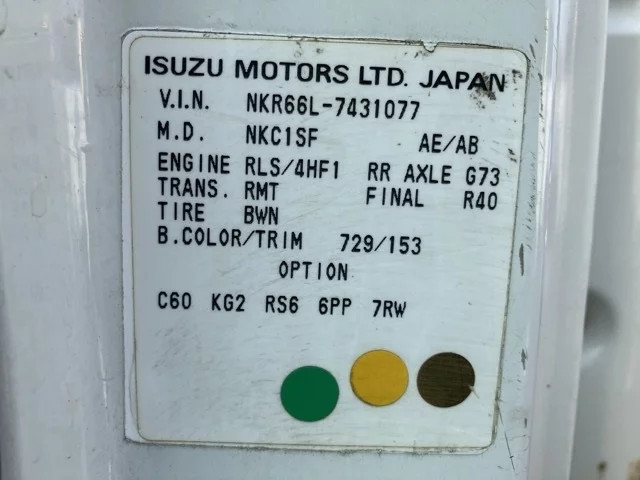 ISUZU MOTORS LTD. JAPAN
V.I.N. NKR66L-7431077
M.D. NKC1SF AE/AB
ENGINE RLS/4HF1 RR AXLE G73
TRANS. RMT FINAL R40
TIRE BWN
B.COLOR/TRIM 729/153
OPTION
C60 KG2 RS6 6PP 7RW